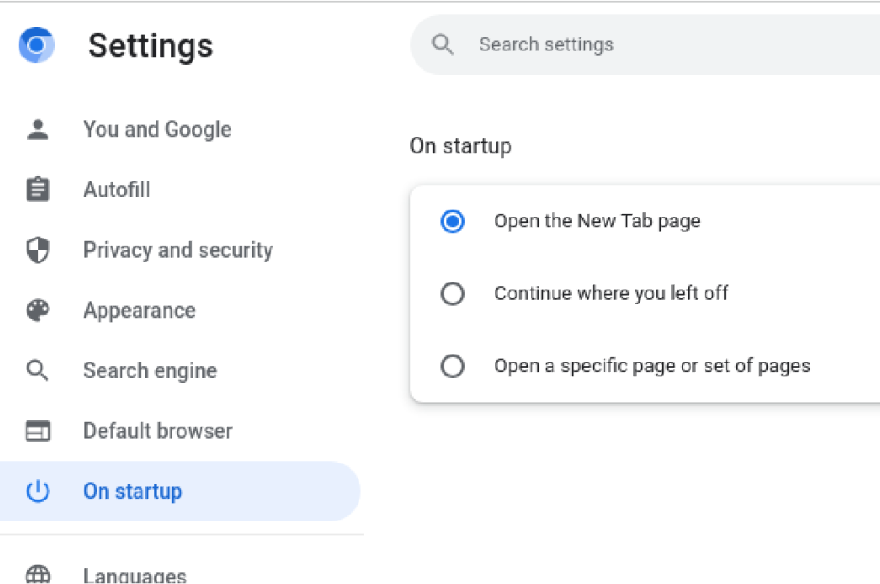 Settings
Search settings
You and Google
Autofill
Privacy and security
Appearance
Search engine
Default browser
On startup
Languages
On startup
Open the New Tab page
Continue where you left off
Open a specific page or set of pages